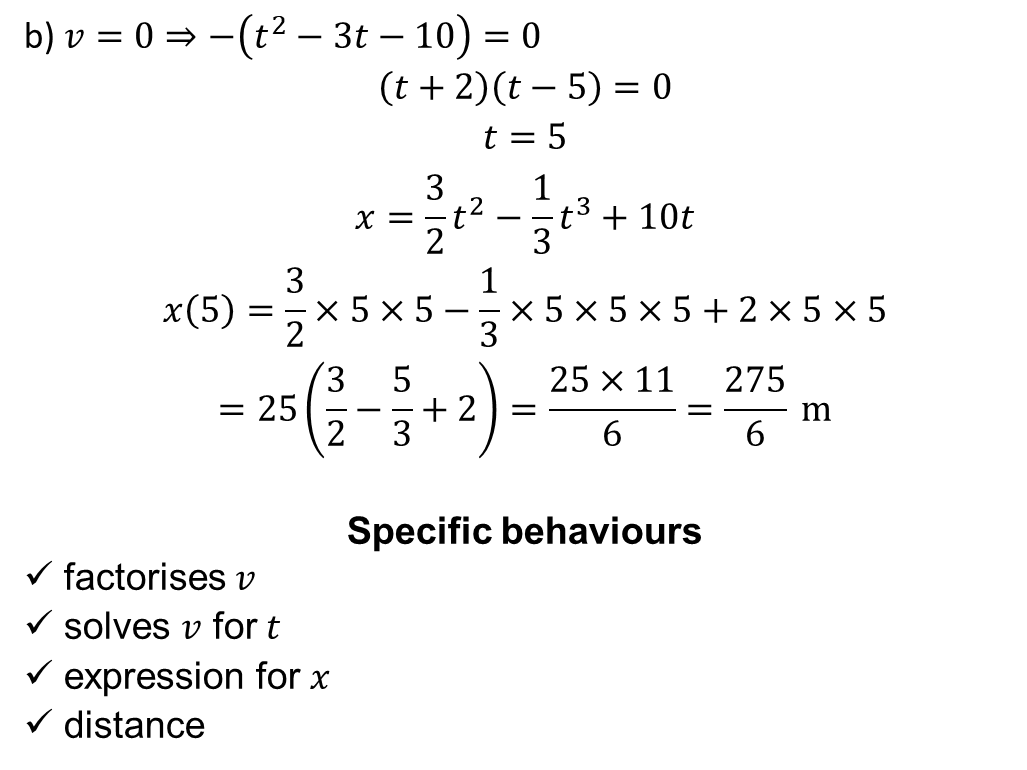 b) 𝑣 = 0 ⇒ −(𝑡² − 3𝑡 − 10) = 0
(𝑡 + 2)(𝑡 − 5) = 0
𝑡 = 5
𝑥 = 3/2 𝑡² − 1/3 𝑡³ + 10𝑡
𝑥(5) = 3/2 × 5 × 5 − 1/3 × 5 × 5 × 5 + 2 × 5 × 5
= 25(3/2 − 5/3 + 2) = (25 × 11)/6 = 275/6 m
Specific behaviours
✓ factorises 𝑣
✓ solves 𝑣 for 𝑡
✓ expression for 𝑥
✓ distance